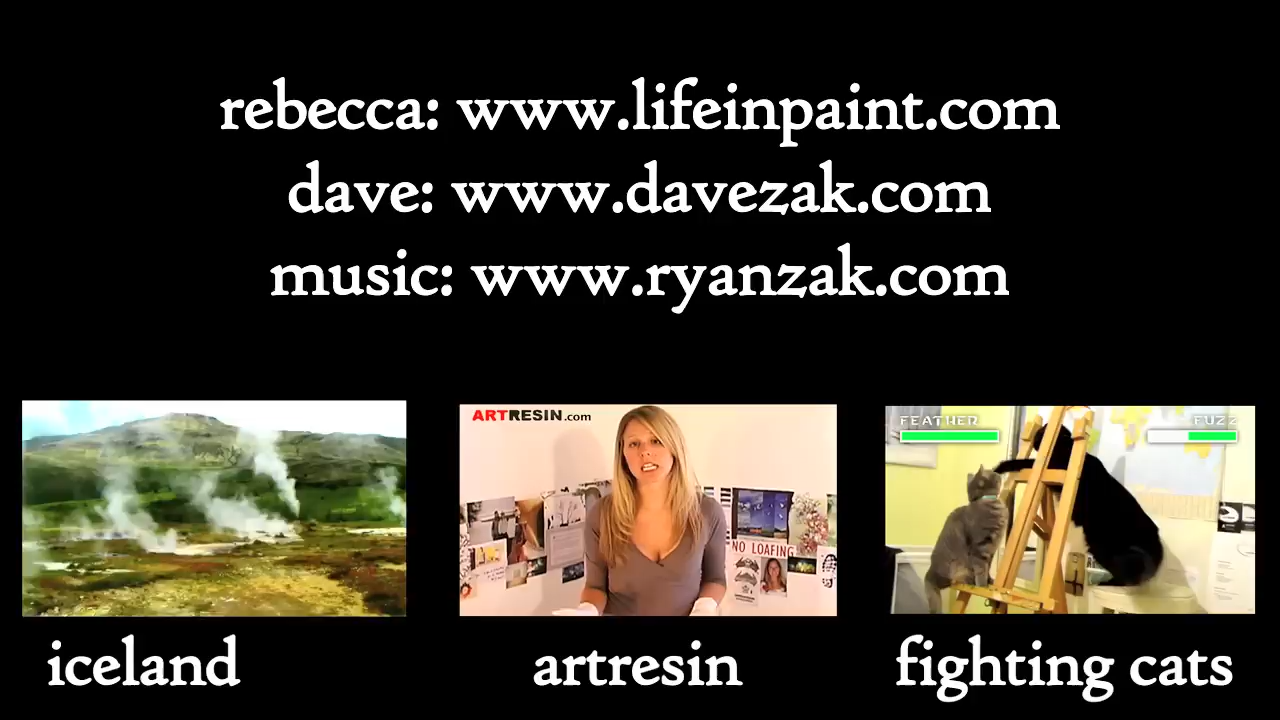 rebecca: www.lifeinpaint.com
dave: www.davezak.com
music: www.ryanzak.com
ARTRESIN.com
FEATHER
FUZZ
NO LOAFING
iceland
artresin
fighting cats